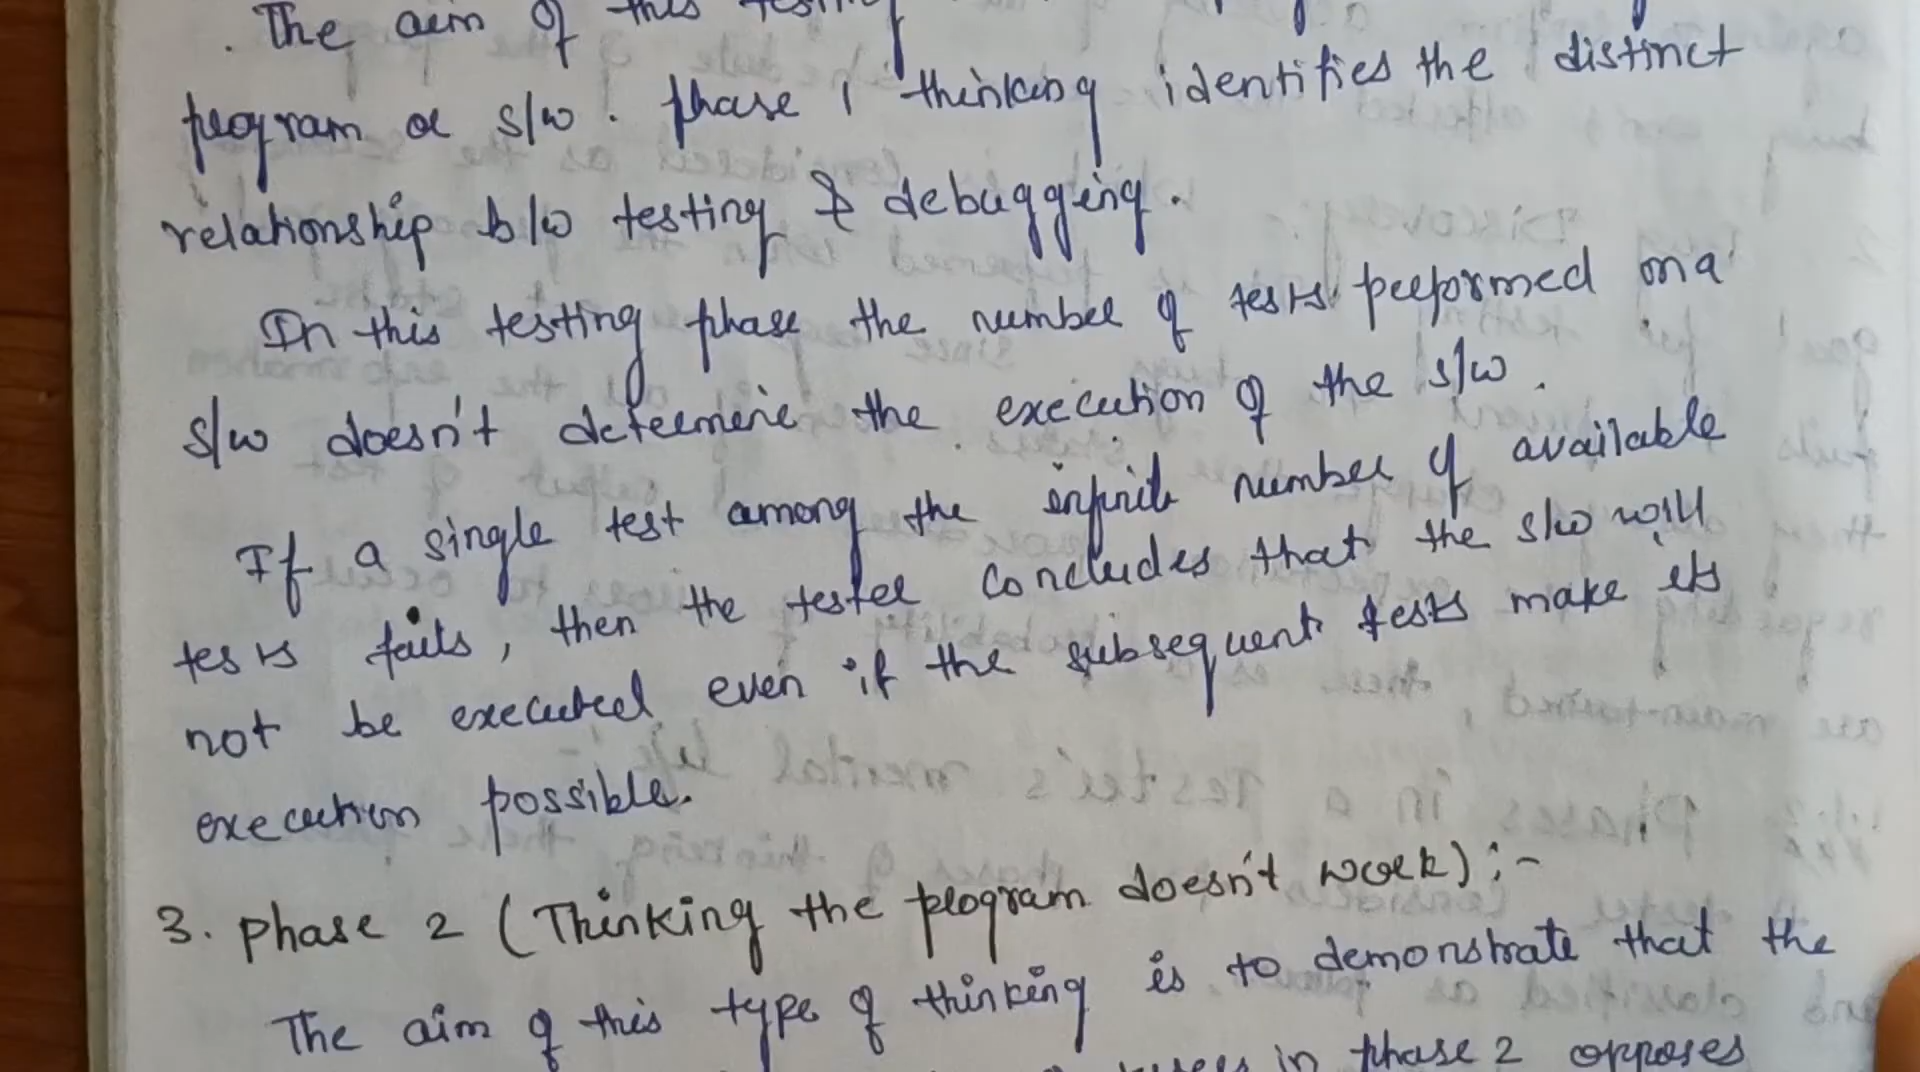 . The aim of this testing
program or s/w. phase 1 thinking identifies the distinct
relationship b/w testing & debugging.
In this testing phase the number of tests performed on a
s/w doesn't determine the execution of the s/w.
If a single test among the infinite number of available
tests fails, then the tester concludes that the s/w will
not be executed even if the subsequent tests make its
execution possible.
3. phase 2 (Thinking the program doesn't work) :-
The aim of this type of thinking is to demonstrate that the
in phase 2 opposes